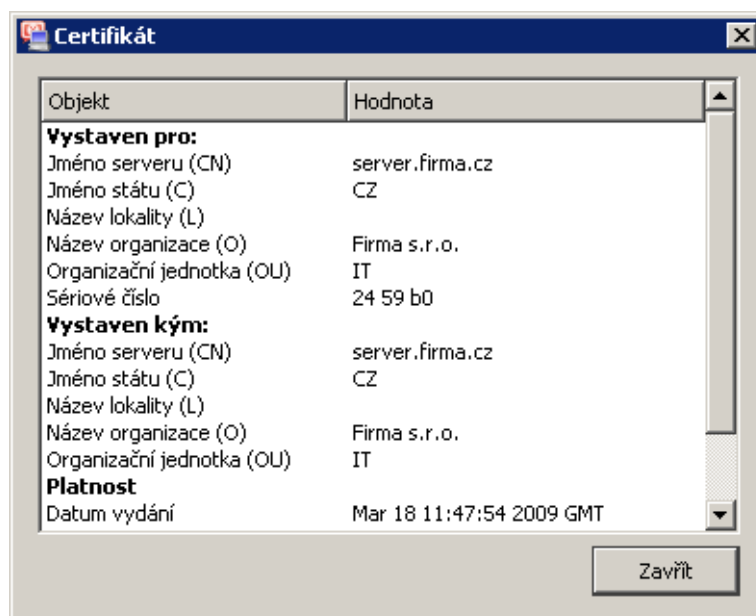 Certifikát
Objekt Hodnota
Vystaven pro:
Jméno serveru (CN) server.firma.cz
Jméno státu (C) CZ
Název lokality (L)
Název organizace (O) Firma s.r.o.
Organizační jednotka (OU) IT
Sériové číslo 24 59 b0
Vystaven kým:
Jméno serveru (CN) server.firma.cz
Jméno státu (C) CZ
Název lokality (L)
Název organizace (O) Firma s.r.o.
Organizační jednotka (OU) IT
Platnost
Datum vydání Mar 18 11:47:54 2009 GMT
Zavřít